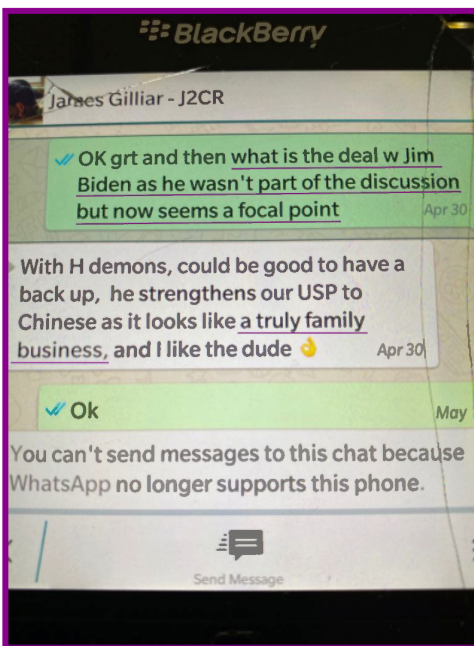 BlackBerry
James Gilliar - J2CR
OK grt and then what is the deal w Jim
Biden as he wasn't part of the discussion
but now seems a focal point Apr 30
With H demons, could be good to have a
back up, he strengthens our USP to
Chinese as it looks like a truly family
business, and I like the dude 👌 Apr 30
Ok May
You can't send messages to this chat because
WhatsApp no longer supports this phone.
Send Message